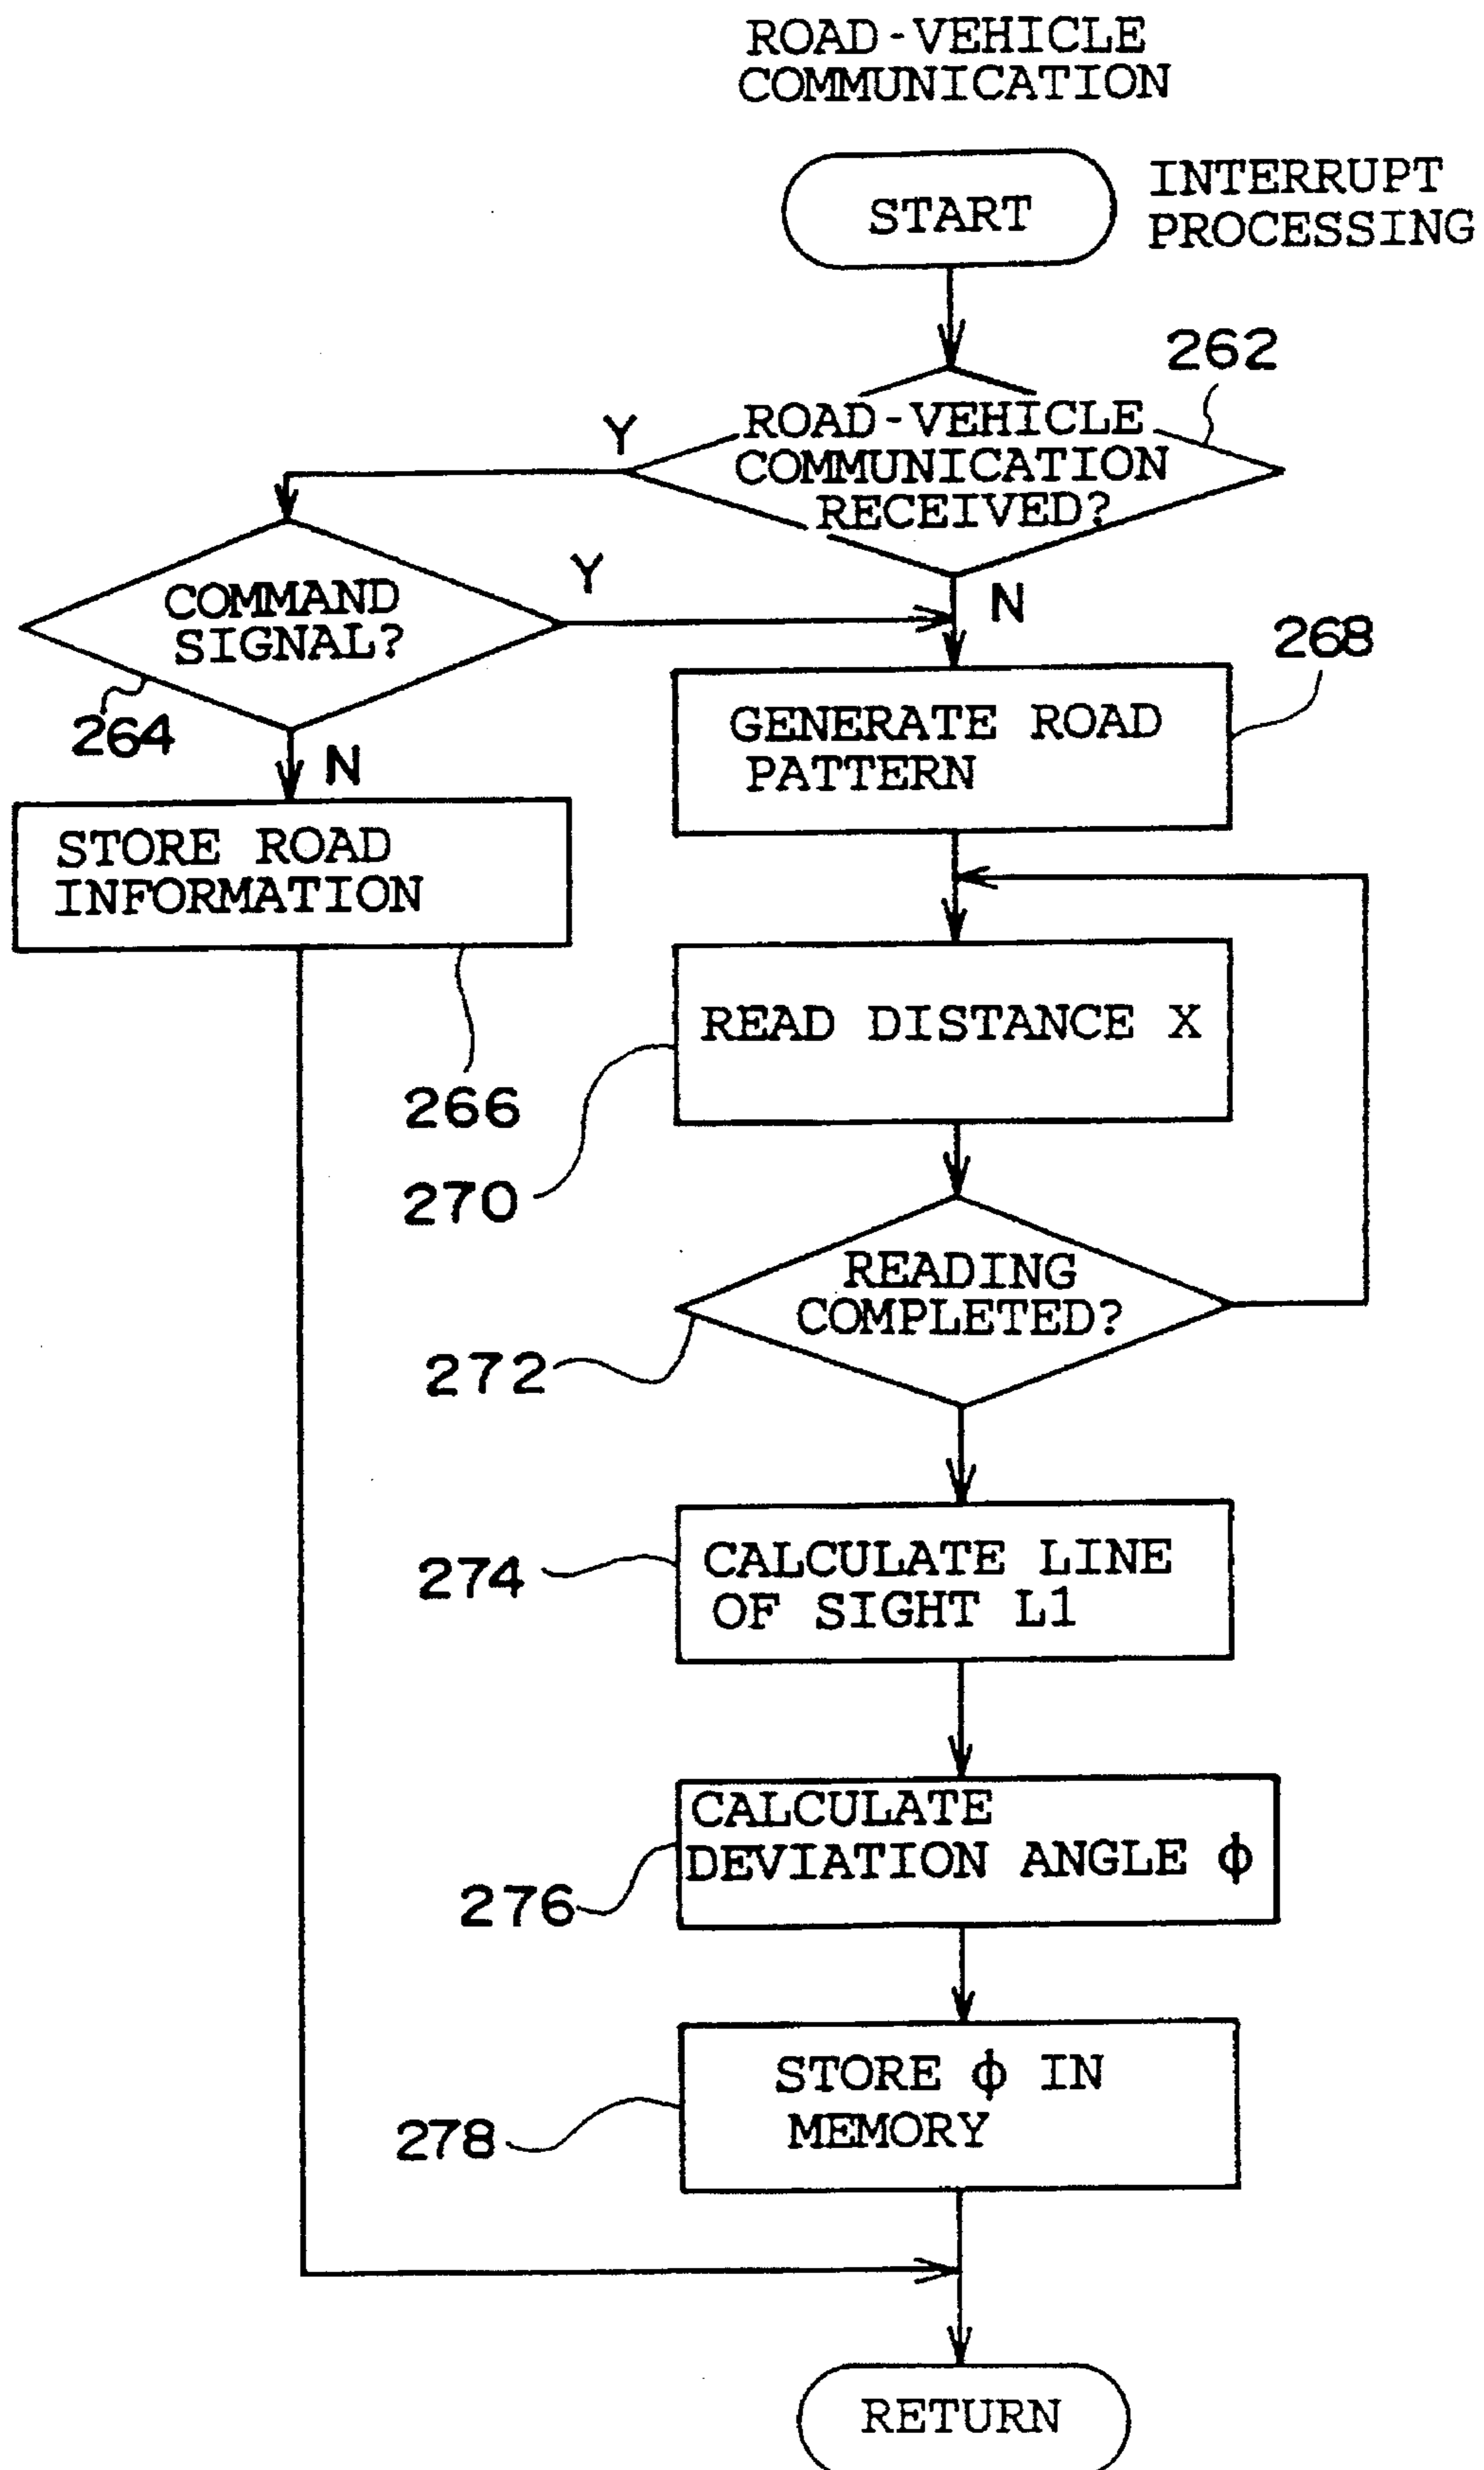 ROAD-VEHICLE
COMMUNICATION
START
INTERRUPT
PROCESSING
262
ROAD-VEHICLE
COMMUNICATION
RECEIVED?
Y
N
COMMAND
SIGNAL?
Y
264
N
STORE ROAD
INFORMATION
266
268
GENERATE ROAD
PATTERN
READ DISTANCE X
270
READING
COMPLETED?
272
CALCULATE LINE
OF SIGHT L1
274
CALCULATE
DEVIATION ANGLE ϕ
276
STORE ϕ IN
MEMORY
278
RETURN